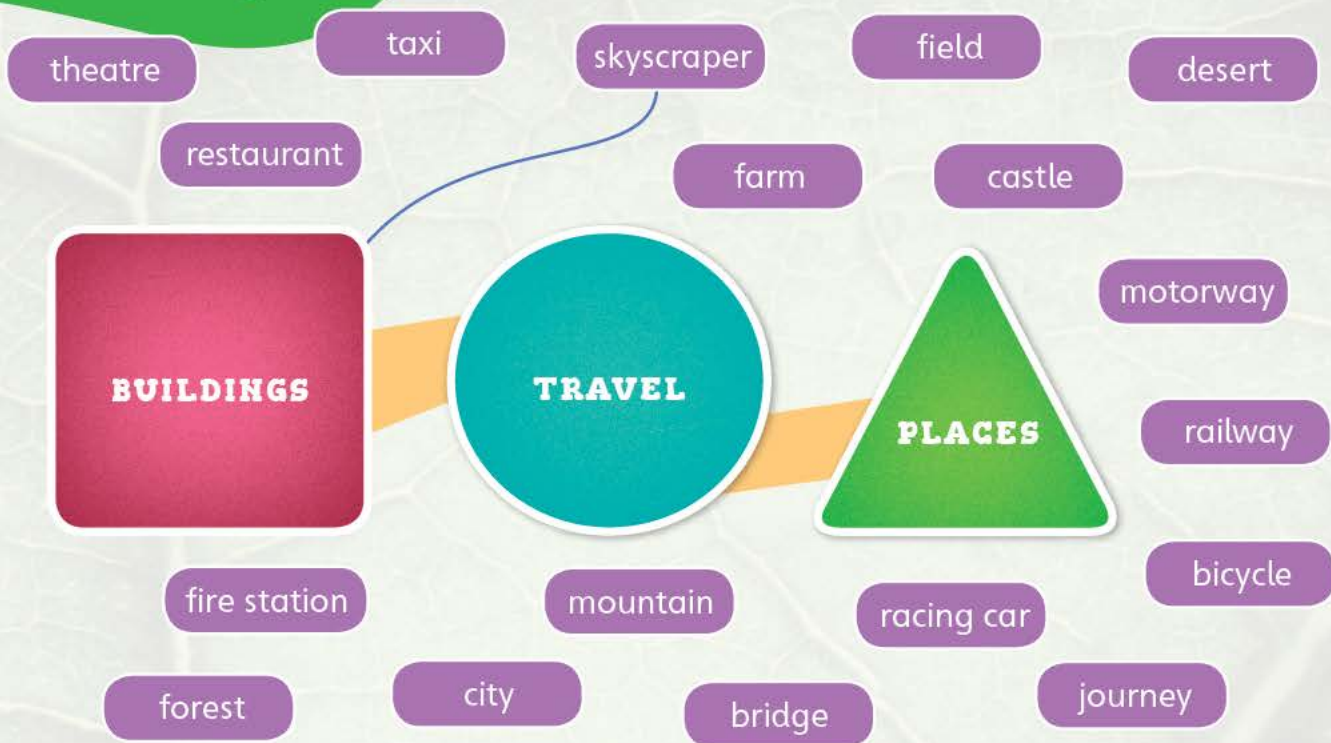 theatre
taxi
skyscraper
field
desert
restaurant
farm
castle
motorway
BUILDINGS
TRAVEL
PLACES
railway
bicycle
fire station
mountain
racing car
forest
city
bridge
journey